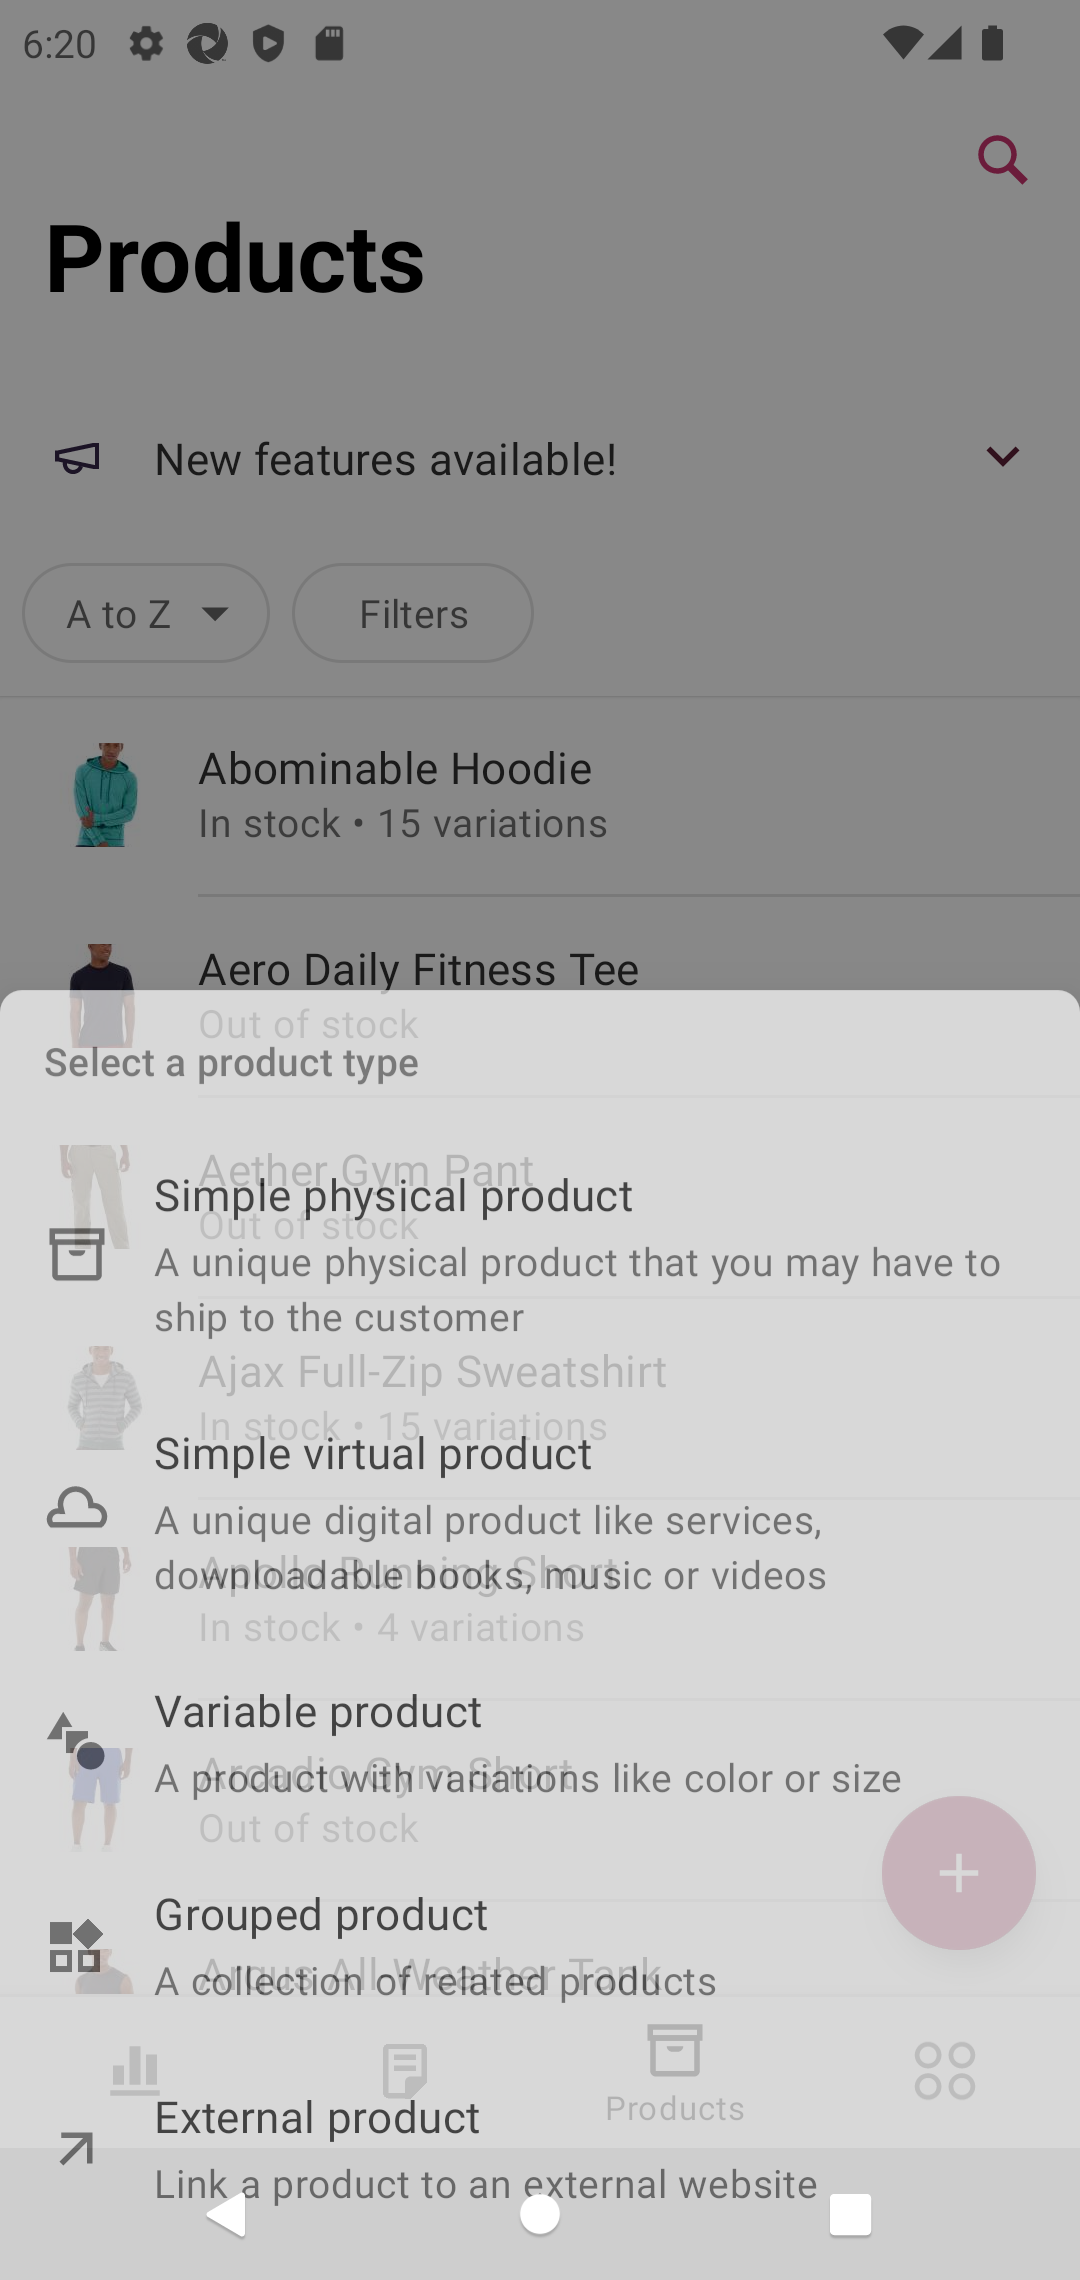 6:20
Products
New features available!
A to Z
Filters
Abominable Hoodie
In stock • 15 variations
Aero Daily Fitness Tee
Out of stock
Select a product type
Aether Gym Pant
Simple physical product
Out of stock
A unique physical product that you may have to
ship to the customer
Ajax Full-Zip Sweatshirt
In stock • 15 variations
Simple virtual product
A unique digital product like services,
Apollo Running Short
downloadable books, music or videos
In stock • 4 variations
Variable product
Arcadio Gym Short
A product with variations like color or size
Out of stock
Grouped product
Argus All-Weather Tank
A collection of related products
Products
External product
Link a product to an external website